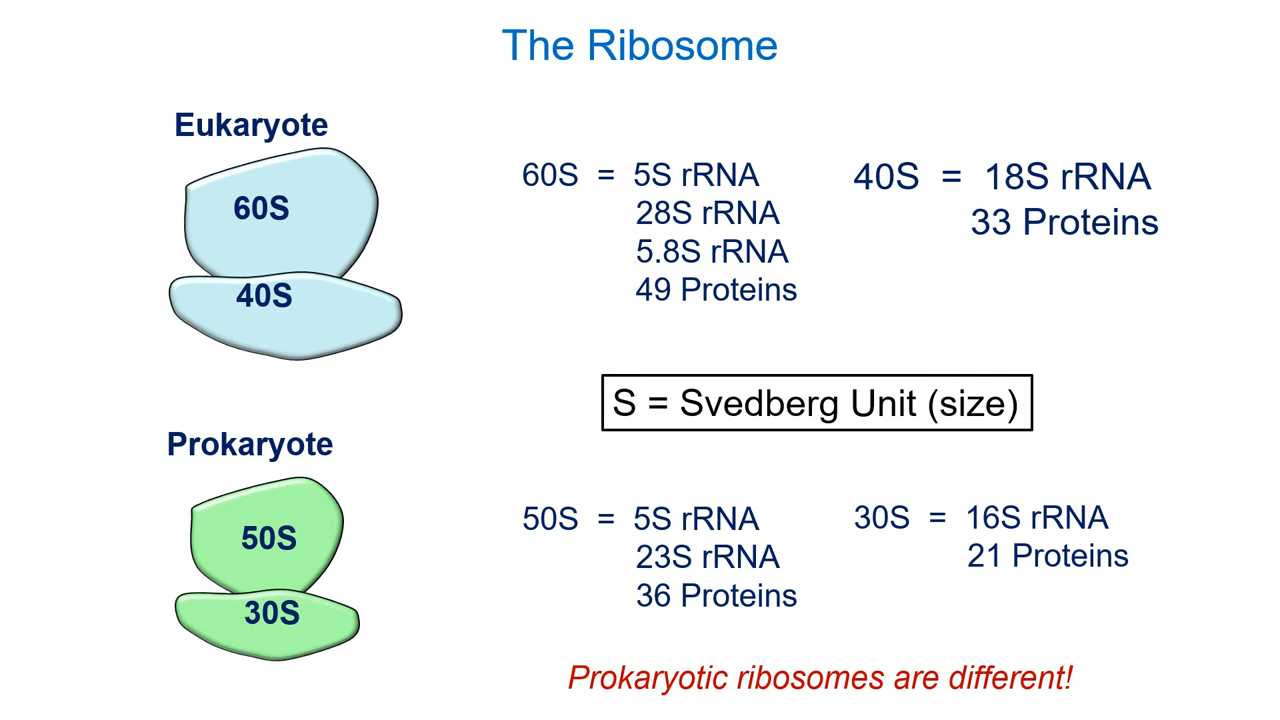 The Ribosome
Eukaryote
60S
40S
60S = 5S rRNA
28S rRNA
5.8S rRNA
49 Proteins
40S = 18S rRNA
33 Proteins
S = Svedberg Unit (size)
Prokaryote
50S
30S
50S = 5S rRNA
23S rRNA
36 Proteins
30S = 16S rRNA
21 Proteins
Prokaryotic ribosomes are different!